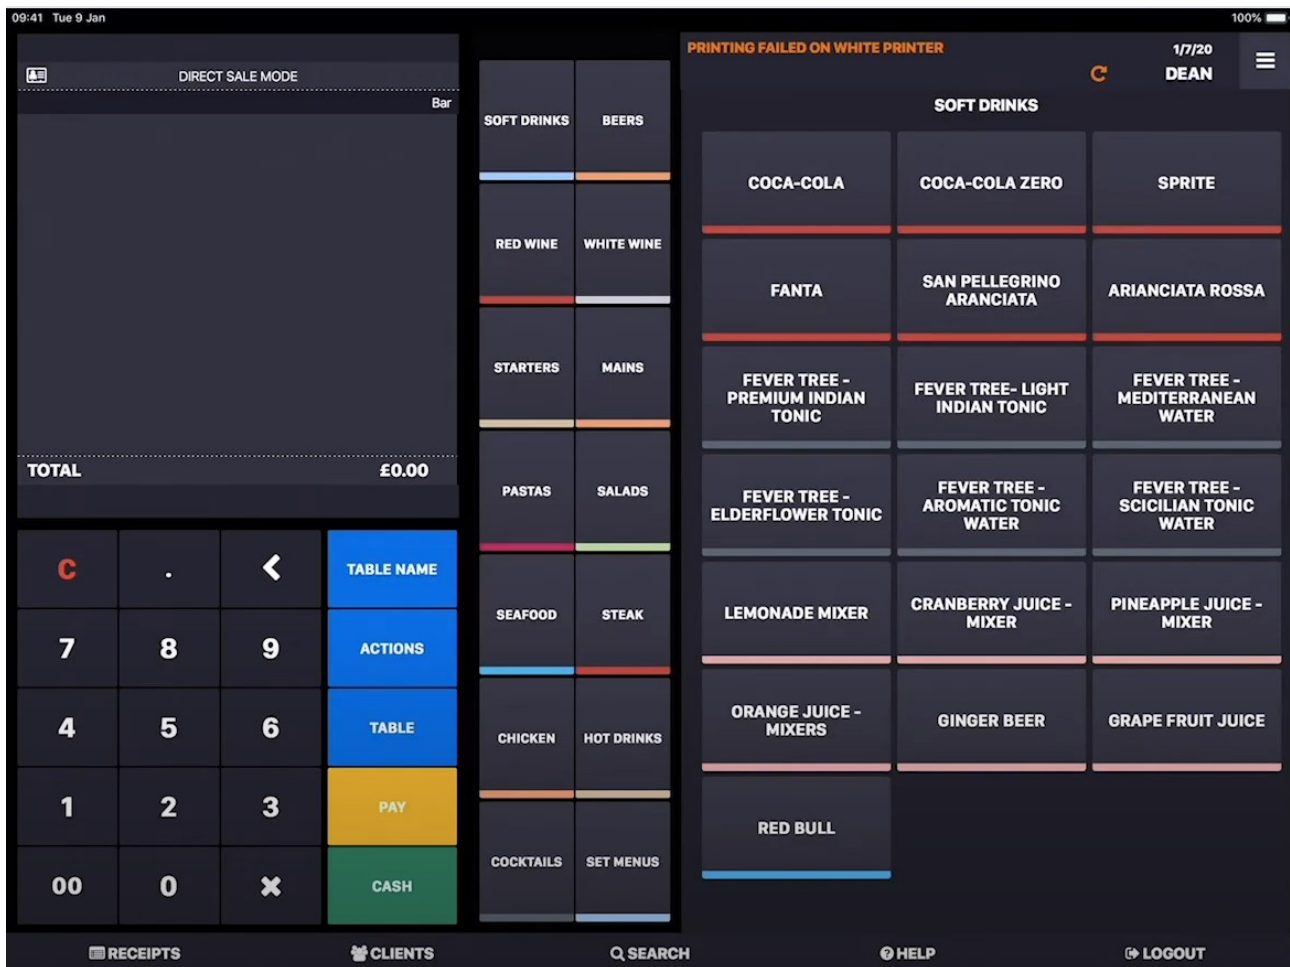 09:41 Tue 9 Jan
100%
DIRECT SALE MODE
Bar
TOTAL £0.00
C . TABLE NAME
7 8 9 ACTIONS
4 5 6 TABLE
1 2 3 PAY
00 0 CASH
SOFT DRINKS BEERS
RED WINE WHITE WINE
STARTERS MAINS
PASTAS SALADS
SEAFOOD STEAK
CHICKEN HOT DRINKS
COCKTAILS SET MENUS
PRINTING FAILED ON WHITE PRINTER
1/7/20
DEAN
SOFT DRINKS
COCA-COLA
COCA-COLA ZERO
SPRITE
FANTA
SAN PELLEGRINO
ARANCIATA
ARIANCIATA ROSSA
FEVER TREE -
PREMIUM INDIAN
TONIC
FEVER TREE- LIGHT
INDIAN TONIC
FEVER TREE -
MEDITERRANEAN
WATER
FEVER TREE -
ELDERFLOWER TONIC
FEVER TREE -
AROMATIC TONIC
WATER
FEVER TREE -
SCICILIAN TONIC
WATER
LEMONADE MIXER
CRANBERRY JUICE -
MIXER
PINEAPPLE JUICE -
MIXER
ORANGE JUICE -
MIXERS
GINGER BEER
GRAPE FRUIT JUICE
RED BULL
RECEIPTS CLIENTS SEARCH HELP LOGOUT